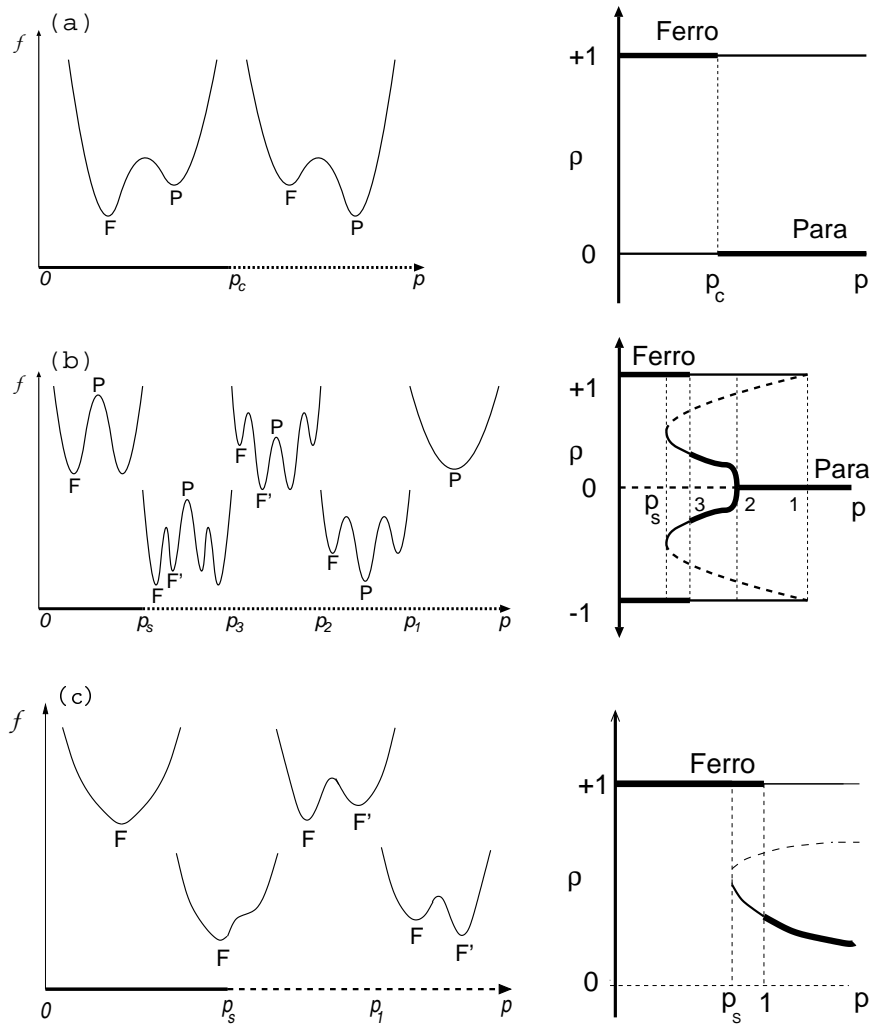 (a)
f
F
P
F
P
0
p_c
p
Ferro
+1
ρ
Para
0
p_c
p
(b)
f
P
F
P
F
F'
P
F
F'
P
F
P
0
p_s
p_3
p_2
p_1
p
Ferro
+1
ρ
Para
0
p_s
3
2
1
p
-1
(c)
f
F
F
F'
F
F
F'
0
p_s
p_1
p
Ferro
+1
ρ
0
p_s
1
p